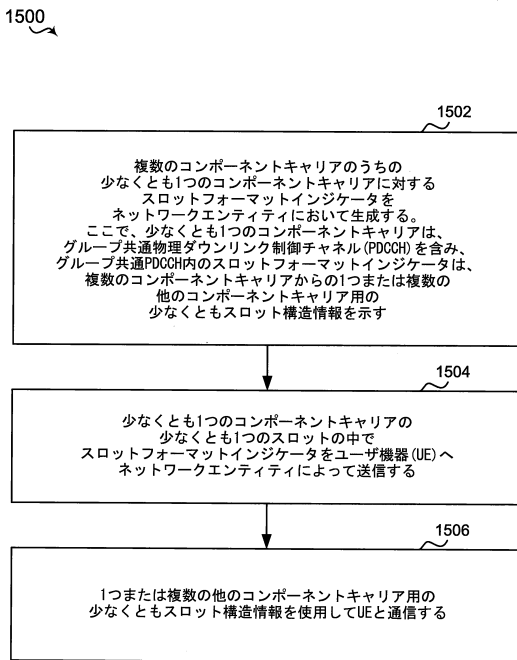 1500
1502
複数のコンポーネントキャリアのうちの
少なくとも1つのコンポーネントキャリアに対する
スロットフォーマットインジケータを
ネットワークエンティティにおいて生成する。
ここで、少なくとも1つのコンポーネントキャリアは、
グループ共通物理ダウンリンク制御チャネル(PDCCH)を含み、
グループ共通PDCCH内のスロットフォーマットインジケータは、
複数のコンポーネントキャリアからの1つまたは複数の
他のコンポーネントキャリア用の
少なくともスロット構造情報を示す
1504
少なくとも1つのコンポーネントキャリアの
少なくとも1つのスロットの中で
スロットフォーマットインジケータをユーザ機器(UE)へ
ネットワークエンティティによって送信する
1506
1つまたは複数の他のコンポーネントキャリア用の
少なくともスロット構造情報を使用してUEと通信する